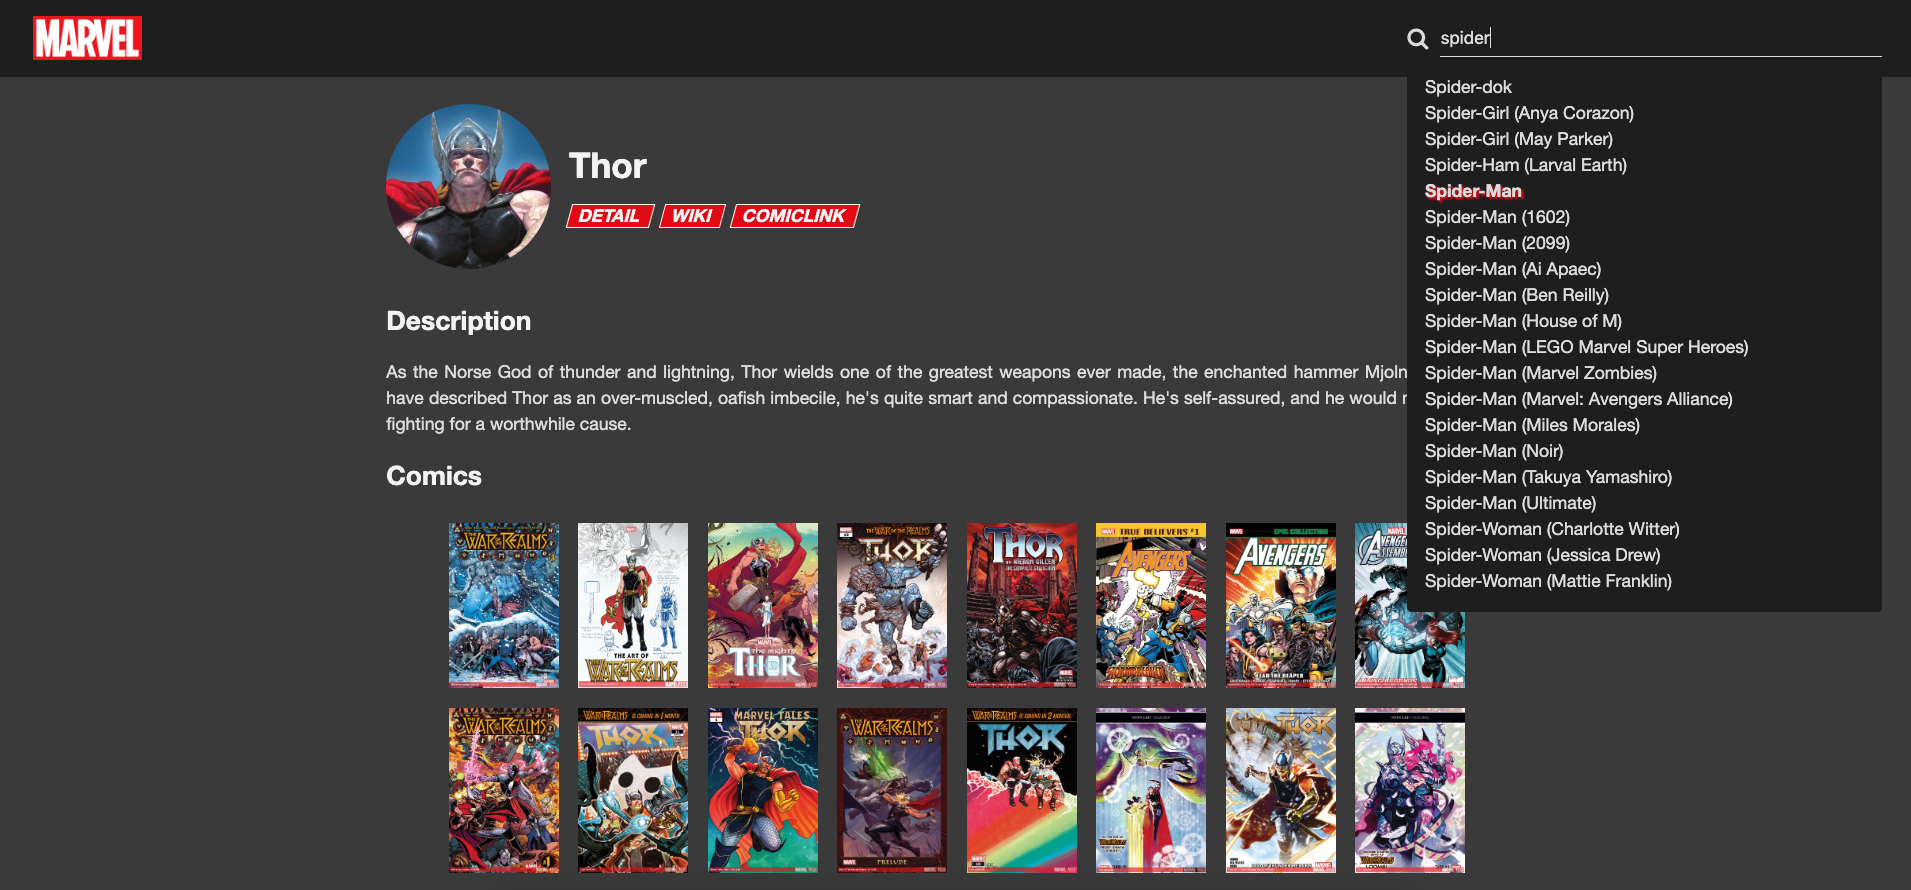 MARVEL
spider
Spider-dok
Spider-Girl (Anya Corazon)
Spider-Girl (May Parker)
Spider-Ham (Larval Earth)
Spider-Man
Spider-Man (1602)
Spider-Man (2099)
Spider-Man (Ai Apaec)
Spider-Man (Ben Reilly)
Spider-Man (House of M)
Spider-Man (LEGO Marvel Super Heroes)
Spider-Man (Marvel Zombies)
Spider-Man (Marvel: Avengers Alliance)
Spider-Man (Miles Morales)
Spider-Man (Noir)
Spider-Man (Takuya Yamashiro)
Spider-Man (Ultimate)
Spider-Woman (Charlotte Witter)
Spider-Woman (Jessica Drew)
Spider-Woman (Mattie Franklin)
Thor
DETAIL WIKI COMICLINK
Description
As the Norse God of thunder and lightning, Thor wields one of the greatest weapons ever made, the enchanted hammer Mjoln
have described Thor as an over-muscled, oafish imbecile, he's quite smart and compassionate. He's self-assured, and he would
fighting for a worthwhile cause.
Comics
WAR OF THE REALMS
THE ART OF
WAR OF THE REALMS
THOR
THE WAR OF THE REALMS
THOR
THOR
TRUE BELIEVERS #1
AVENGERS
EPIC COLLECTION
AVENGERS
WAR OF THE REALMS
#1
THOR
MARVEL TALES
THOR
WAR OF THE REALMS
PRELUDE
WAR OF THE REALMS IS COMING IN 2 MONTHS
THOR
THOR